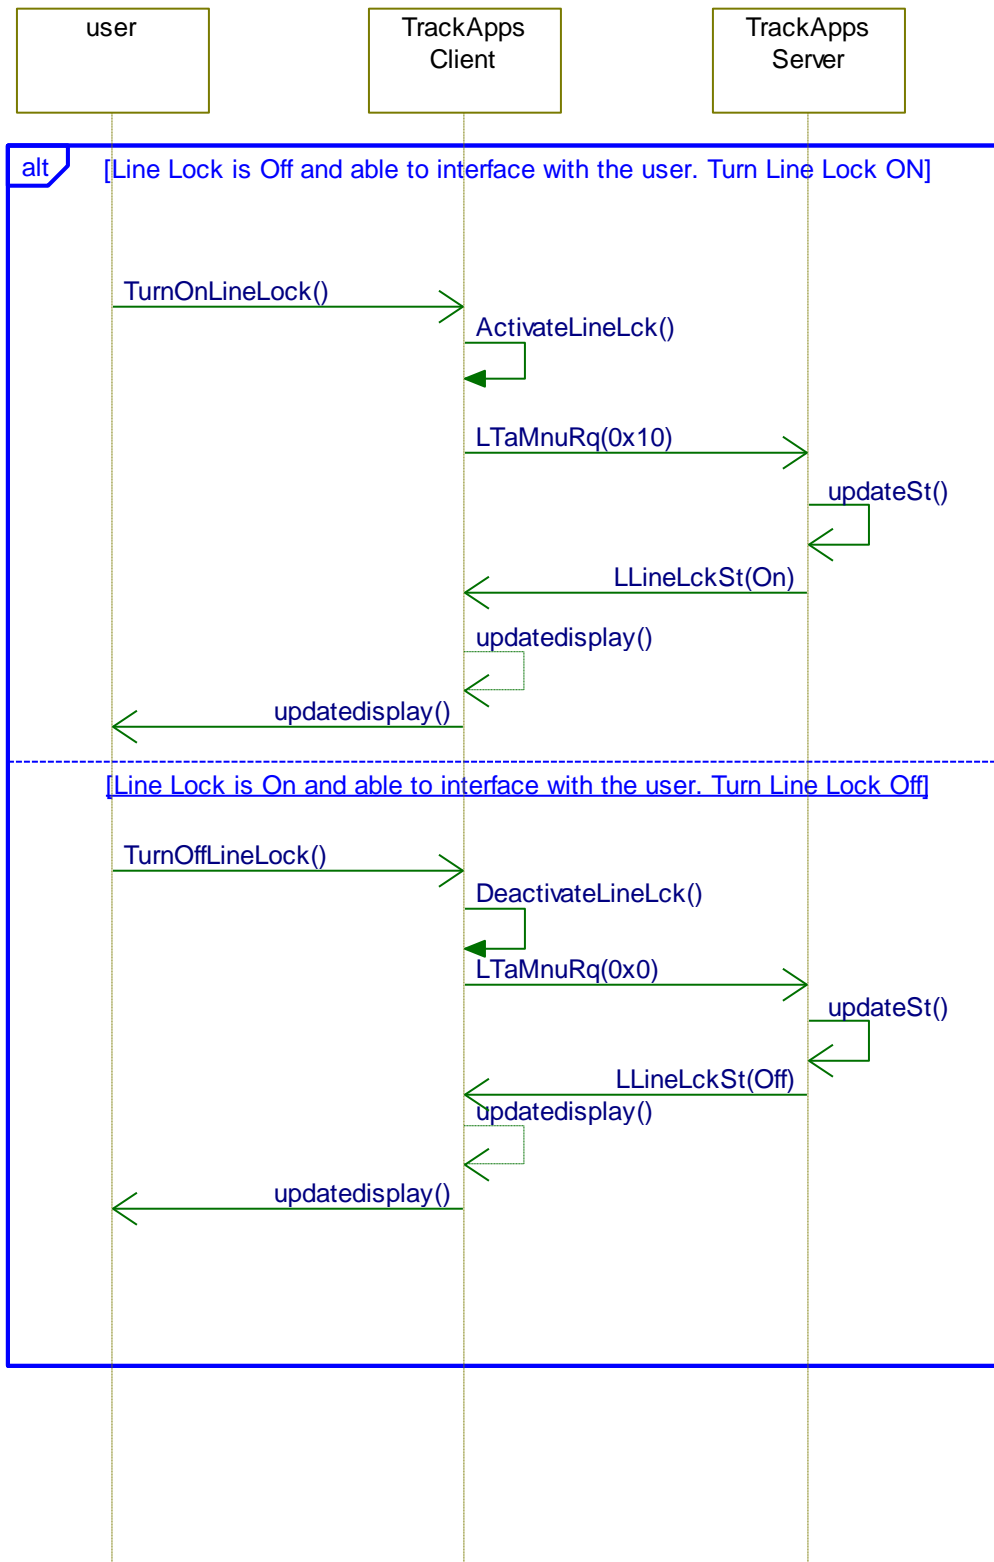 user
TrackApps
Client
TrackApps
Server
alt
[Line Lock is Off and able to interface with the user. Turn Line Lock ON]
TurnOnLineLock()
ActivateLineLck()
LTaMnuRq(0x10)
updateSt()
LLineLckSt(On)
updatedisplay()
updatedisplay()
[Line Lock is On and able to interface with the user. Turn Line Lock Off]
TurnOffLineLock()
DeactivateLineLck()
LTaMnuRq(0x0)
updateSt()
LLineLckSt(Off)
updatedisplay()
updatedisplay()